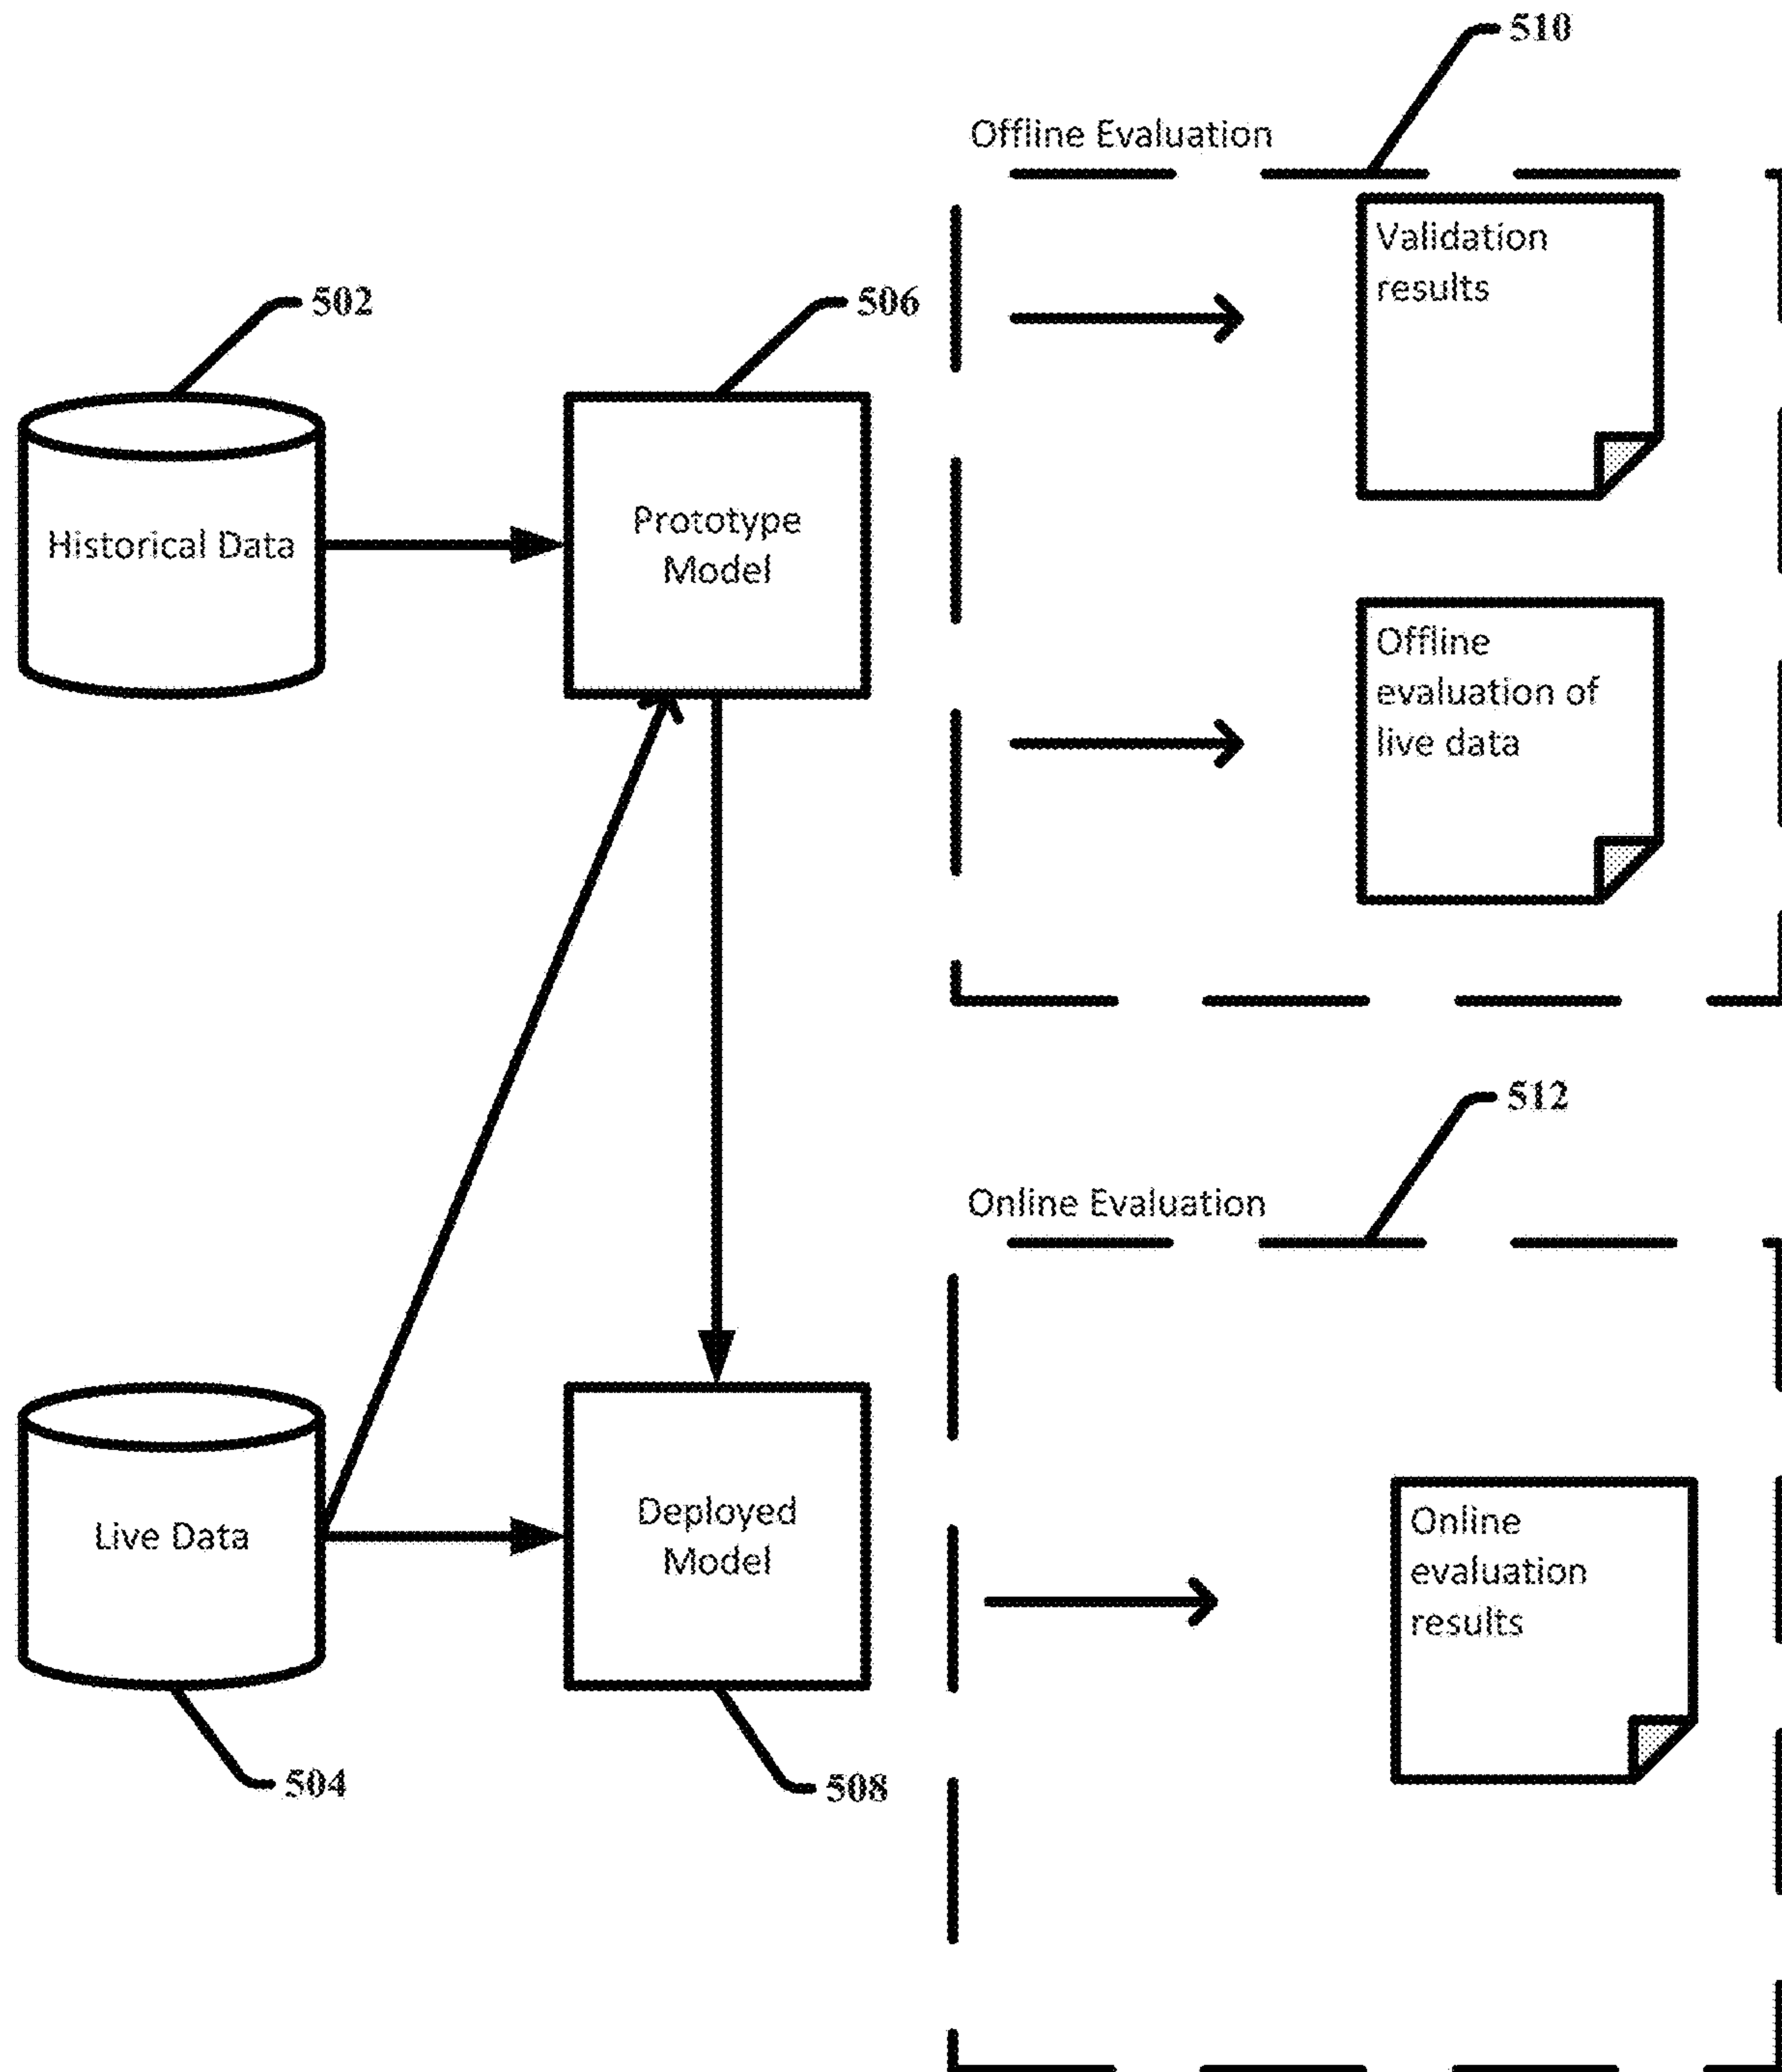 510
Offline Evaluation
Validation
results
502
506
Historical Data
Prototype
Model
Offline
evaluation of
live data
512
Online Evaluation
Live Data
Deployed
Model
Online
evaluation
results
504
508